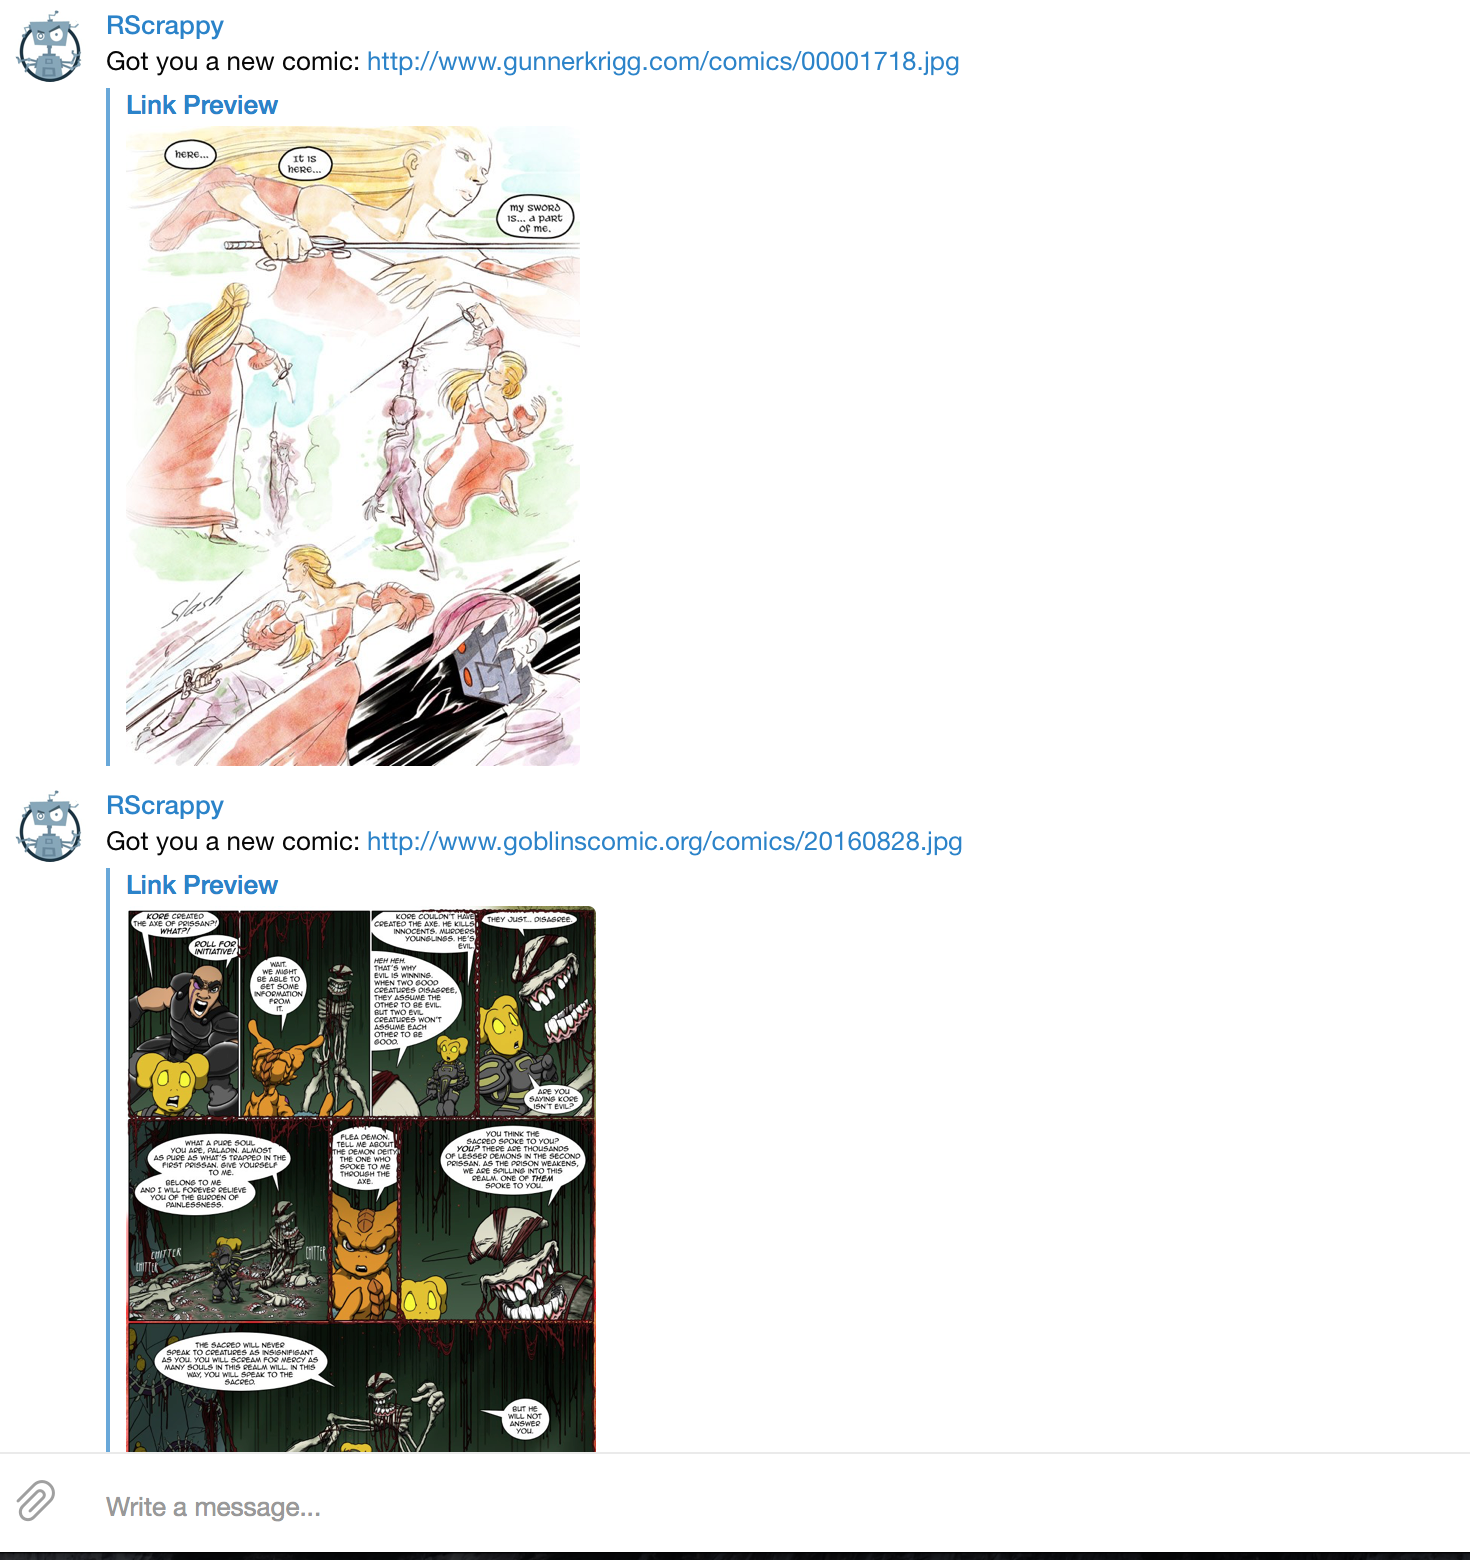 RScrappy
Got you a new comic: http://www.gunnerkrigg.com/comics/00001718.jpg
Link Preview
HERE...
IT IS
HERE...
MY SWORD
IS... A PART
OF ME.
Slash
RScrappy
Got you a new comic: http://www.goblinscomic.org/comics/20160828.jpg
Link Preview
KORE CREATED
THE AXE OF PRISSAN?!
WHAT?!
ROLL FOR
INITIATIVE!
WAIT.
WE MIGHT
BE ABLE TO
GET SOME
INFORMATION
FROM
IT.
KORE COULDN'T HAVE
CREATED THE AXE. HE KILLS
INNOCENTS. MURDERS
YOUNGLINGS. HE'S
EVIL.
HEH HEH.
THAT'S WHY
EVIL IS WINNING.
WHEN TWO GOOD
CREATURES DISAGREE,
THEY ASSUME THE
OTHER TO BE EVIL.
BUT TWO EVIL
CREATURES WON'T
ASSUME EACH
OTHER TO BE
GOOD.
THEY JUST... DISAGREE.
ARE YOU
SAYING KORE
ISN'T EVIL?
WHAT A PURE SOUL
YOU ARE, PALADIN. ALMOST
AS PURE AS WHAT'S TRAPPED IN THE
FIRST PRISSAN. GIVE YOURSELF
TO ME.
BELONG TO ME
AND I WILL FOREVER RELIEVE
YOU OF THE BURDEN OF
PAINLESSNESS.
CHITTER
CHITTER
CHITTER
FLEA DEMON.
TELL ME ABOUT
THE DEMON DEITY.
THE ONE WHO
SPOKE TO ME
THROUGH THE
AXE.
YOU THINK THE
SACRED SPOKE TO YOU?
YOU? THERE ARE THOUSANDS
OF LESSER DEMONS IN THE SECOND
PRISSAN. AS THE PRISON WEAKENS,
WE ARE SPILLING INTO THIS
REALM. ONE OF THEM
SPOKE TO YOU.
THE SACRED WILL NEVER
SPEAK TO CREATURES AS INSIGNIFIGANT
AS YOU. YOU WILL SCREAM FOR MERCY AS
MANY SOULS IN THIS REALM WILL. IN THIS
WAY, YOU WILL SPEAK TO THE
SACRED.
BUT HE
WILL NOT
ANSWER
YOU.
Write a message...